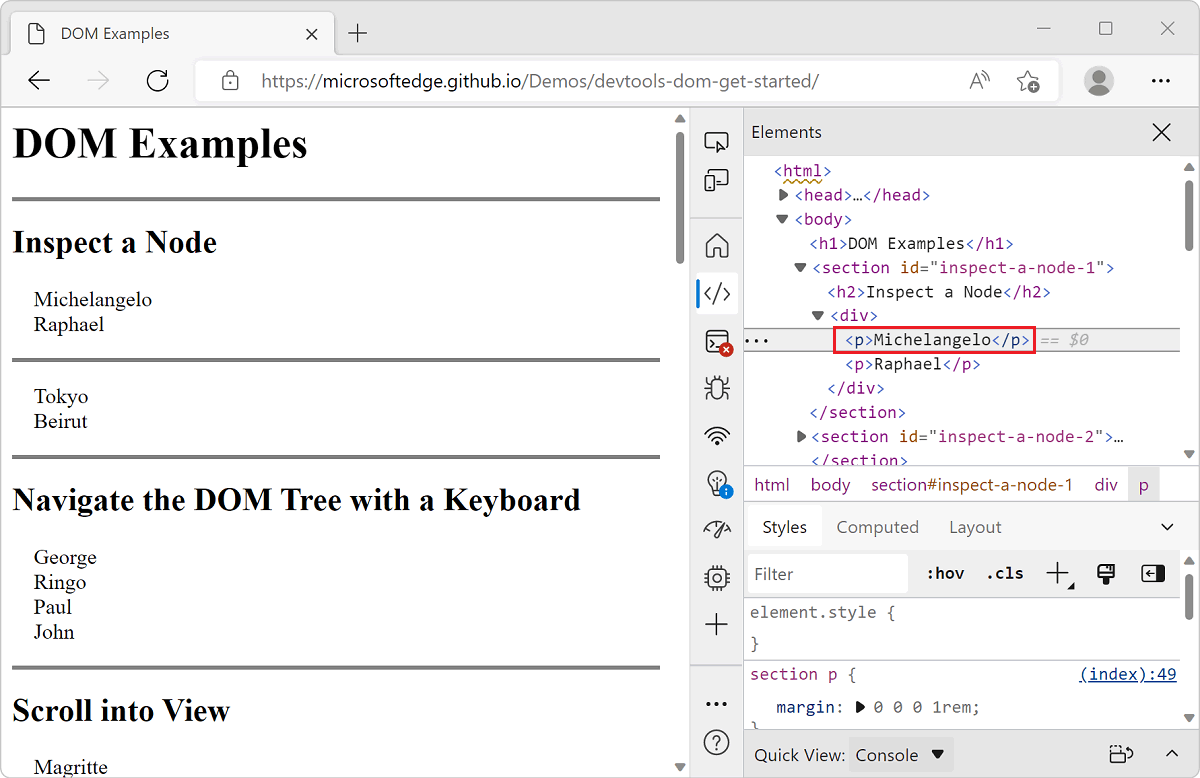 DOM Examples
https://microsoftedge.github.io/Demos/devtools-dom-get-started/
DOM Examples
Inspect a Node
Michelangelo
Raphael
Tokyo
Beirut
Navigate the DOM Tree with a Keyboard
George
Ringo
Paul
John
Scroll into View
Magritte
Elements
<html>
<head>…</head>
<body>
<h1>DOM Examples</h1>
<section id="inspect-a-node-1">
<h2>Inspect a Node</h2>
<div>
<p>Michelangelo</p> == $0
<p>Raphael</p>
</div>
</section>
<section id="inspect-a-node-2">…
</section>
html body section#inspect-a-node-1 div p
Styles Computed Layout
Filter :hov .cls
element.style {
}
section p { (index):49
margin: 0 0 0 1rem;
}
Quick View: Console